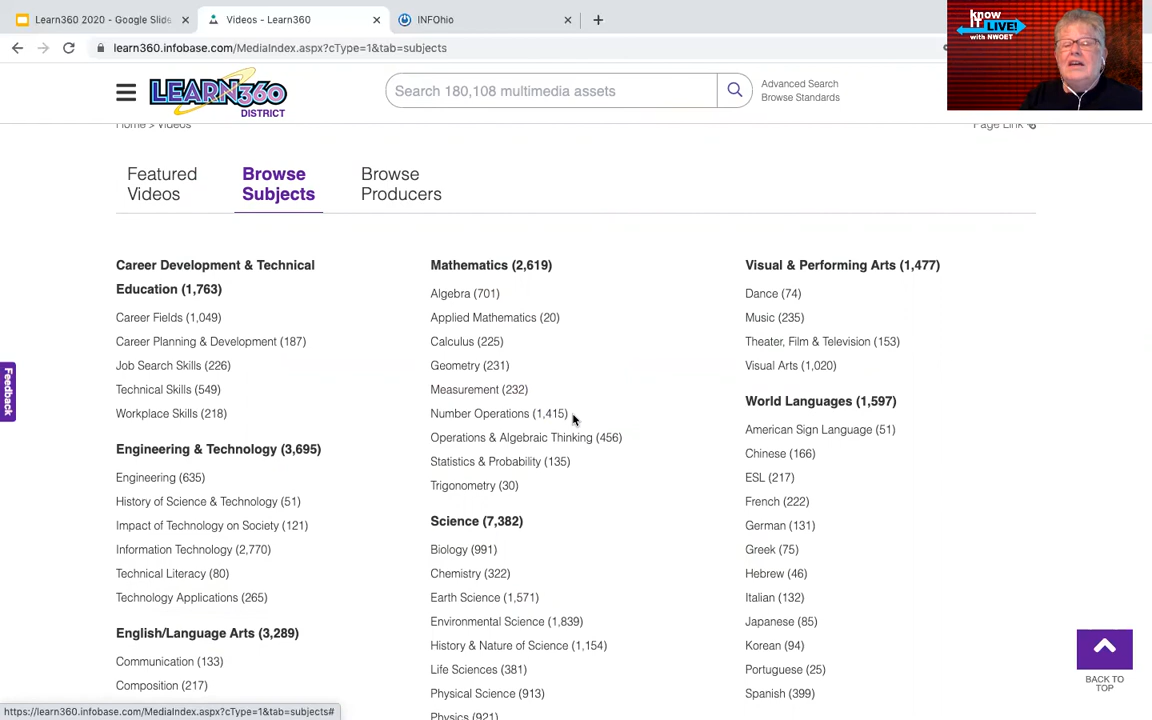 Learn360 2020 - Google Slide
Videos - Learn360
INFOhio
learn360.infobase.com/MediaIndex.aspx?cType=1&tab=subjects
know
iT LIVE!
with NWOET
LEARN360
DISTRICT
Search 180,108 multimedia assets
Advanced Search
Browse Standards
Home > Videos
Page Link
Featured
Videos
Browse
Subjects
Browse
Producers
Career Development & Technical
Education (1,763)
Career Fields (1,049)
Career Planning & Development (187)
Job Search Skills (226)
Technical Skills (549)
Workplace Skills (218)
Engineering & Technology (3,695)
Engineering (635)
History of Science & Technology (51)
Impact of Technology on Society (121)
Information Technology (2,770)
Technical Literacy (80)
Technology Applications (265)
English/Language Arts (3,289)
Communication (133)
Composition (217)
Mathematics (2,619)
Algebra (701)
Applied Mathematics (20)
Calculus (225)
Geometry (231)
Measurement (232)
Number Operations (1,415)
Operations & Algebraic Thinking (456)
Statistics & Probability (135)
Trigonometry (30)
Science (7,382)
Biology (991)
Chemistry (322)
Earth Science (1,571)
Environmental Science (1,839)
History & Nature of Science (1,154)
Life Sciences (381)
Physical Science (913)
Physics (921)
Visual & Performing Arts (1,477)
Dance (74)
Music (235)
Theater, Film & Television (153)
Visual Arts (1,020)
World Languages (1,597)
American Sign Language (51)
Chinese (166)
ESL (217)
French (222)
German (131)
Greek (75)
Hebrew (46)
Italian (132)
Japanese (85)
Korean (94)
Portuguese (25)
Spanish (399)
Feedback
BACK TO
TOP
https://learn360.infobase.com/MediaIndex.aspx?cType=1&tab=subjects#